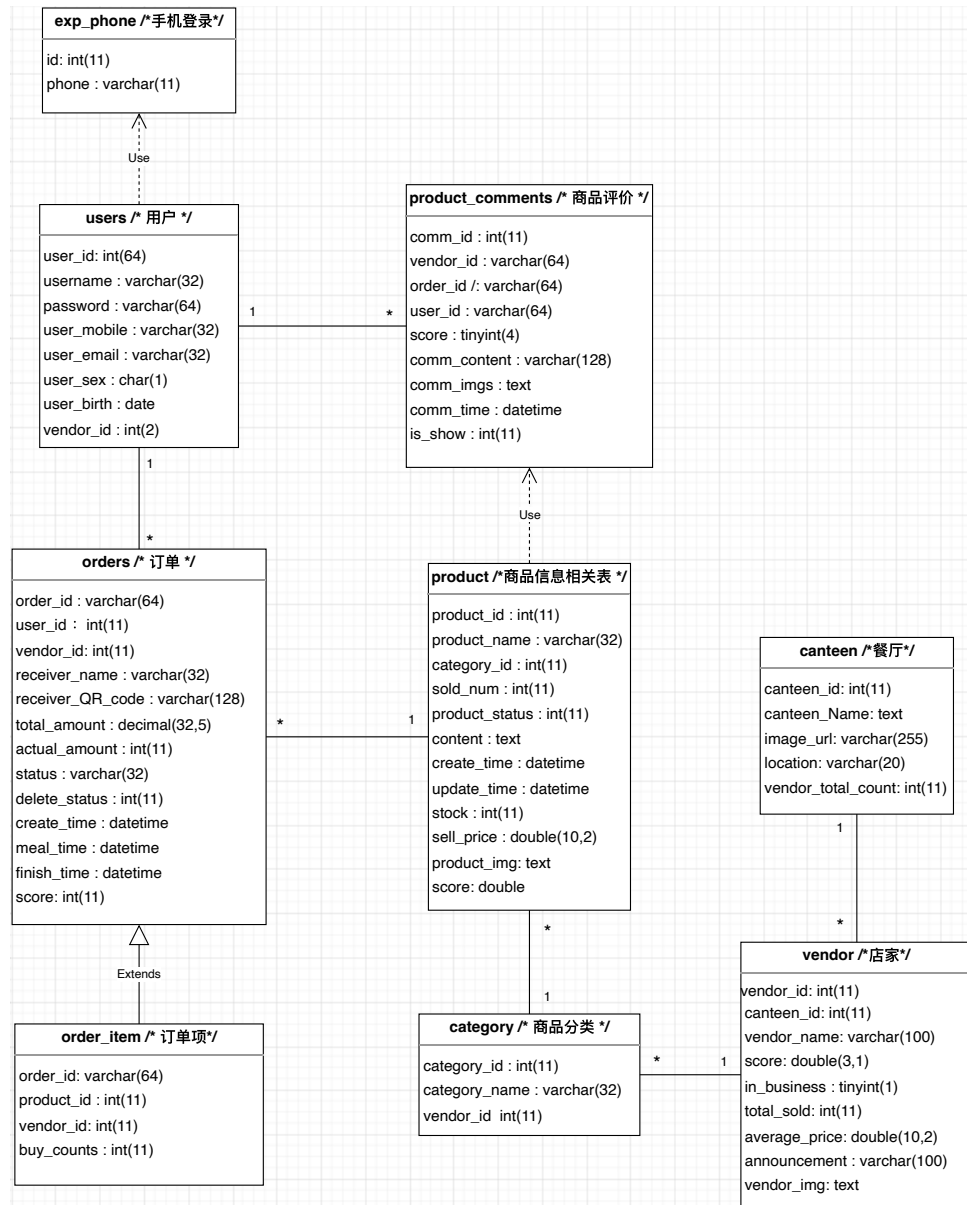 exp_phone /*手机登录*/
id: int(11)
phone : varchar(11)
Use
users /* 用户 */
user_id: int(64)
username : varchar(32)
password : varchar(64)
user_mobile : varchar(32)
user_email : varchar(32)
user_sex : char(1)
user_birth : date
vendor_id : int(2)
1
*
product_comments /* 商品评价 */
comm_id : int(11)
vendor_id : varchar(64)
order_id /: varchar(64)
user_id : varchar(64)
score : tinyint(4)
comm_content : varchar(128)
comm_imgs : text
comm_time : datetime
is_show : int(11)
1
*
Use
orders /* 订单 */
order_id : varchar(64)
user_id： int(11)
vendor_id: int(11)
receiver_name : varchar(32)
receiver_QR_code : varchar(128)
total_amount : decimal(32,5)
actual_amount : int(11)
status : varchar(32)
delete_status : int(11)
create_time : datetime
meal_time : datetime
finish_time : datetime
score: int(11)
*
1
product /*商品信息相关表 */
product_id : int(11)
product_name : varchar(32)
category_id : int(11)
sold_num : int(11)
product_status : int(11)
content : text
create_time : datetime
update_time : datetime
stock : int(11)
sell_price : double(10,2)
product_img: text
score: double
canteen /*餐厅*/
canteen_id: int(11)
canteen_Name: text
image_url: varchar(255)
location: varchar(20)
vendor_total_count: int(11)
1
*
Extends
*
1
order_item /* 订单项*/
order_id: varchar(64)
product_id : int(11)
vendor_id: int(11)
buy_counts : int(11)
category /* 商品分类 */
category_id : int(11)
category_name : varchar(32)
vendor_id int(11)
*
1
vendor /*店家*/
vendor_id: int(11)
canteen_id: int(11)
vendor_name: varchar(100)
score: double(3,1)
in_business : tinyint(1)
total_sold: int(11)
average_price: double(10,2)
announcement : varchar(100)
vendor_img: text